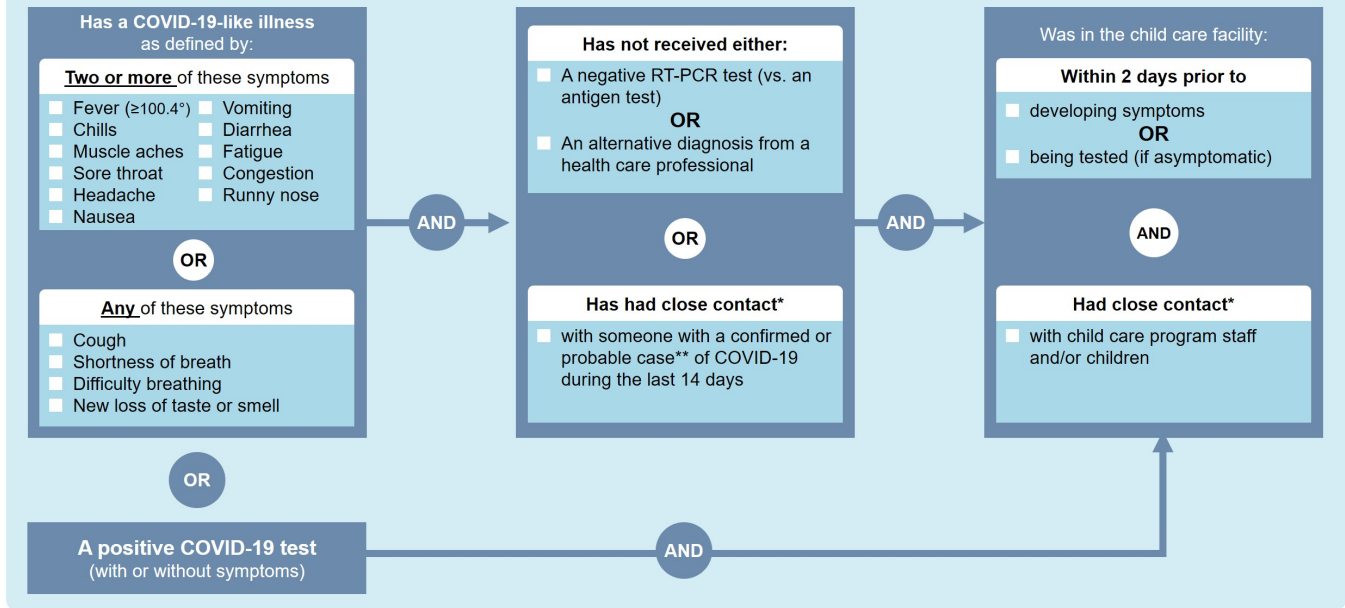 Has a COVID-19-like illness
as defined by:
Two or more of these symptoms
Fever (≥100.4°)
Chills
Muscle aches
Sore throat
Headache
Nausea
Vomiting
Diarrhea
Fatigue
Congestion
Runny nose
OR
Any of these symptoms
Cough
Shortness of breath
Difficulty breathing
New loss of taste or smell
OR
A positive COVID-19 test
(with or without symptoms)
AND
Has not received either:
A negative RT-PCR test (vs. an
antigen test)
OR
An alternative diagnosis from a
health care professional
OR
Has had close contact*
with someone with a confirmed or
probable case** of COVID-19
during the last 14 days
AND
Was in the child care facility:
Within 2 days prior to
developing symptoms
OR
being tested (if asymptomatic)
AND
Had close contact*
with child care program staff
and/or children
AND